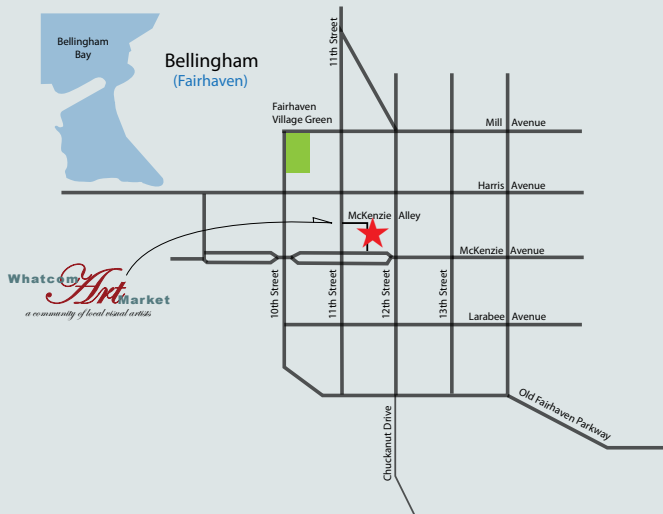 Bellingham
Bay
Bellingham
(Fairhaven)
11th Street
Fairhaven
Village Green
Mill Avenue
Harris Avenue
McKenzie Alley
McKenzie Avenue
Whatcom
Art
Market
a community of local visual artists
10th Street
11th Street
12th Street
13th Street
Larabee Avenue
Old Fairhaven Parkway
Chuckanut Drive